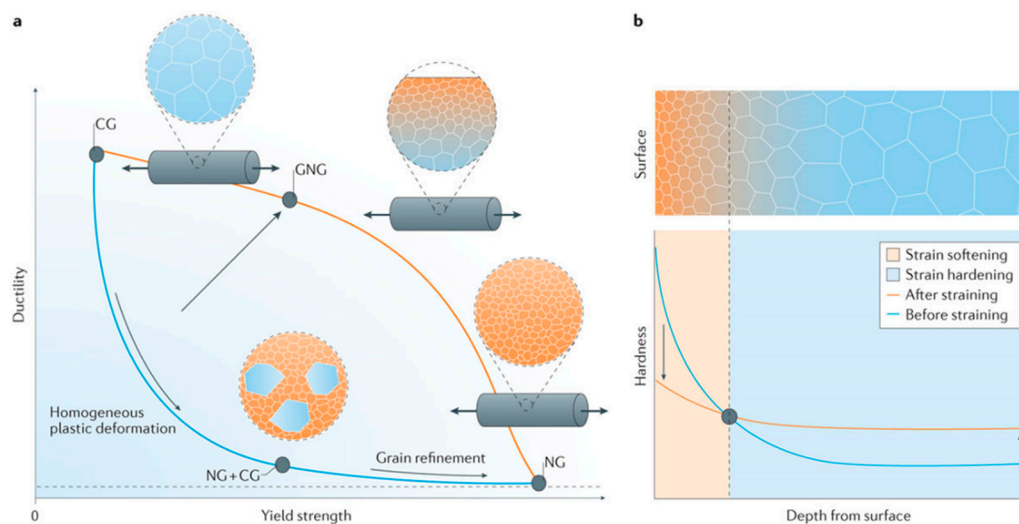 a
CG
GNG
Ductility
Homogeneous
plastic deformation
NG+CG
Grain refinement
NG
0
Yield strength
b
Surface
Strain softening
Strain hardening
After straining
Before straining
Hardness
Depth from surface